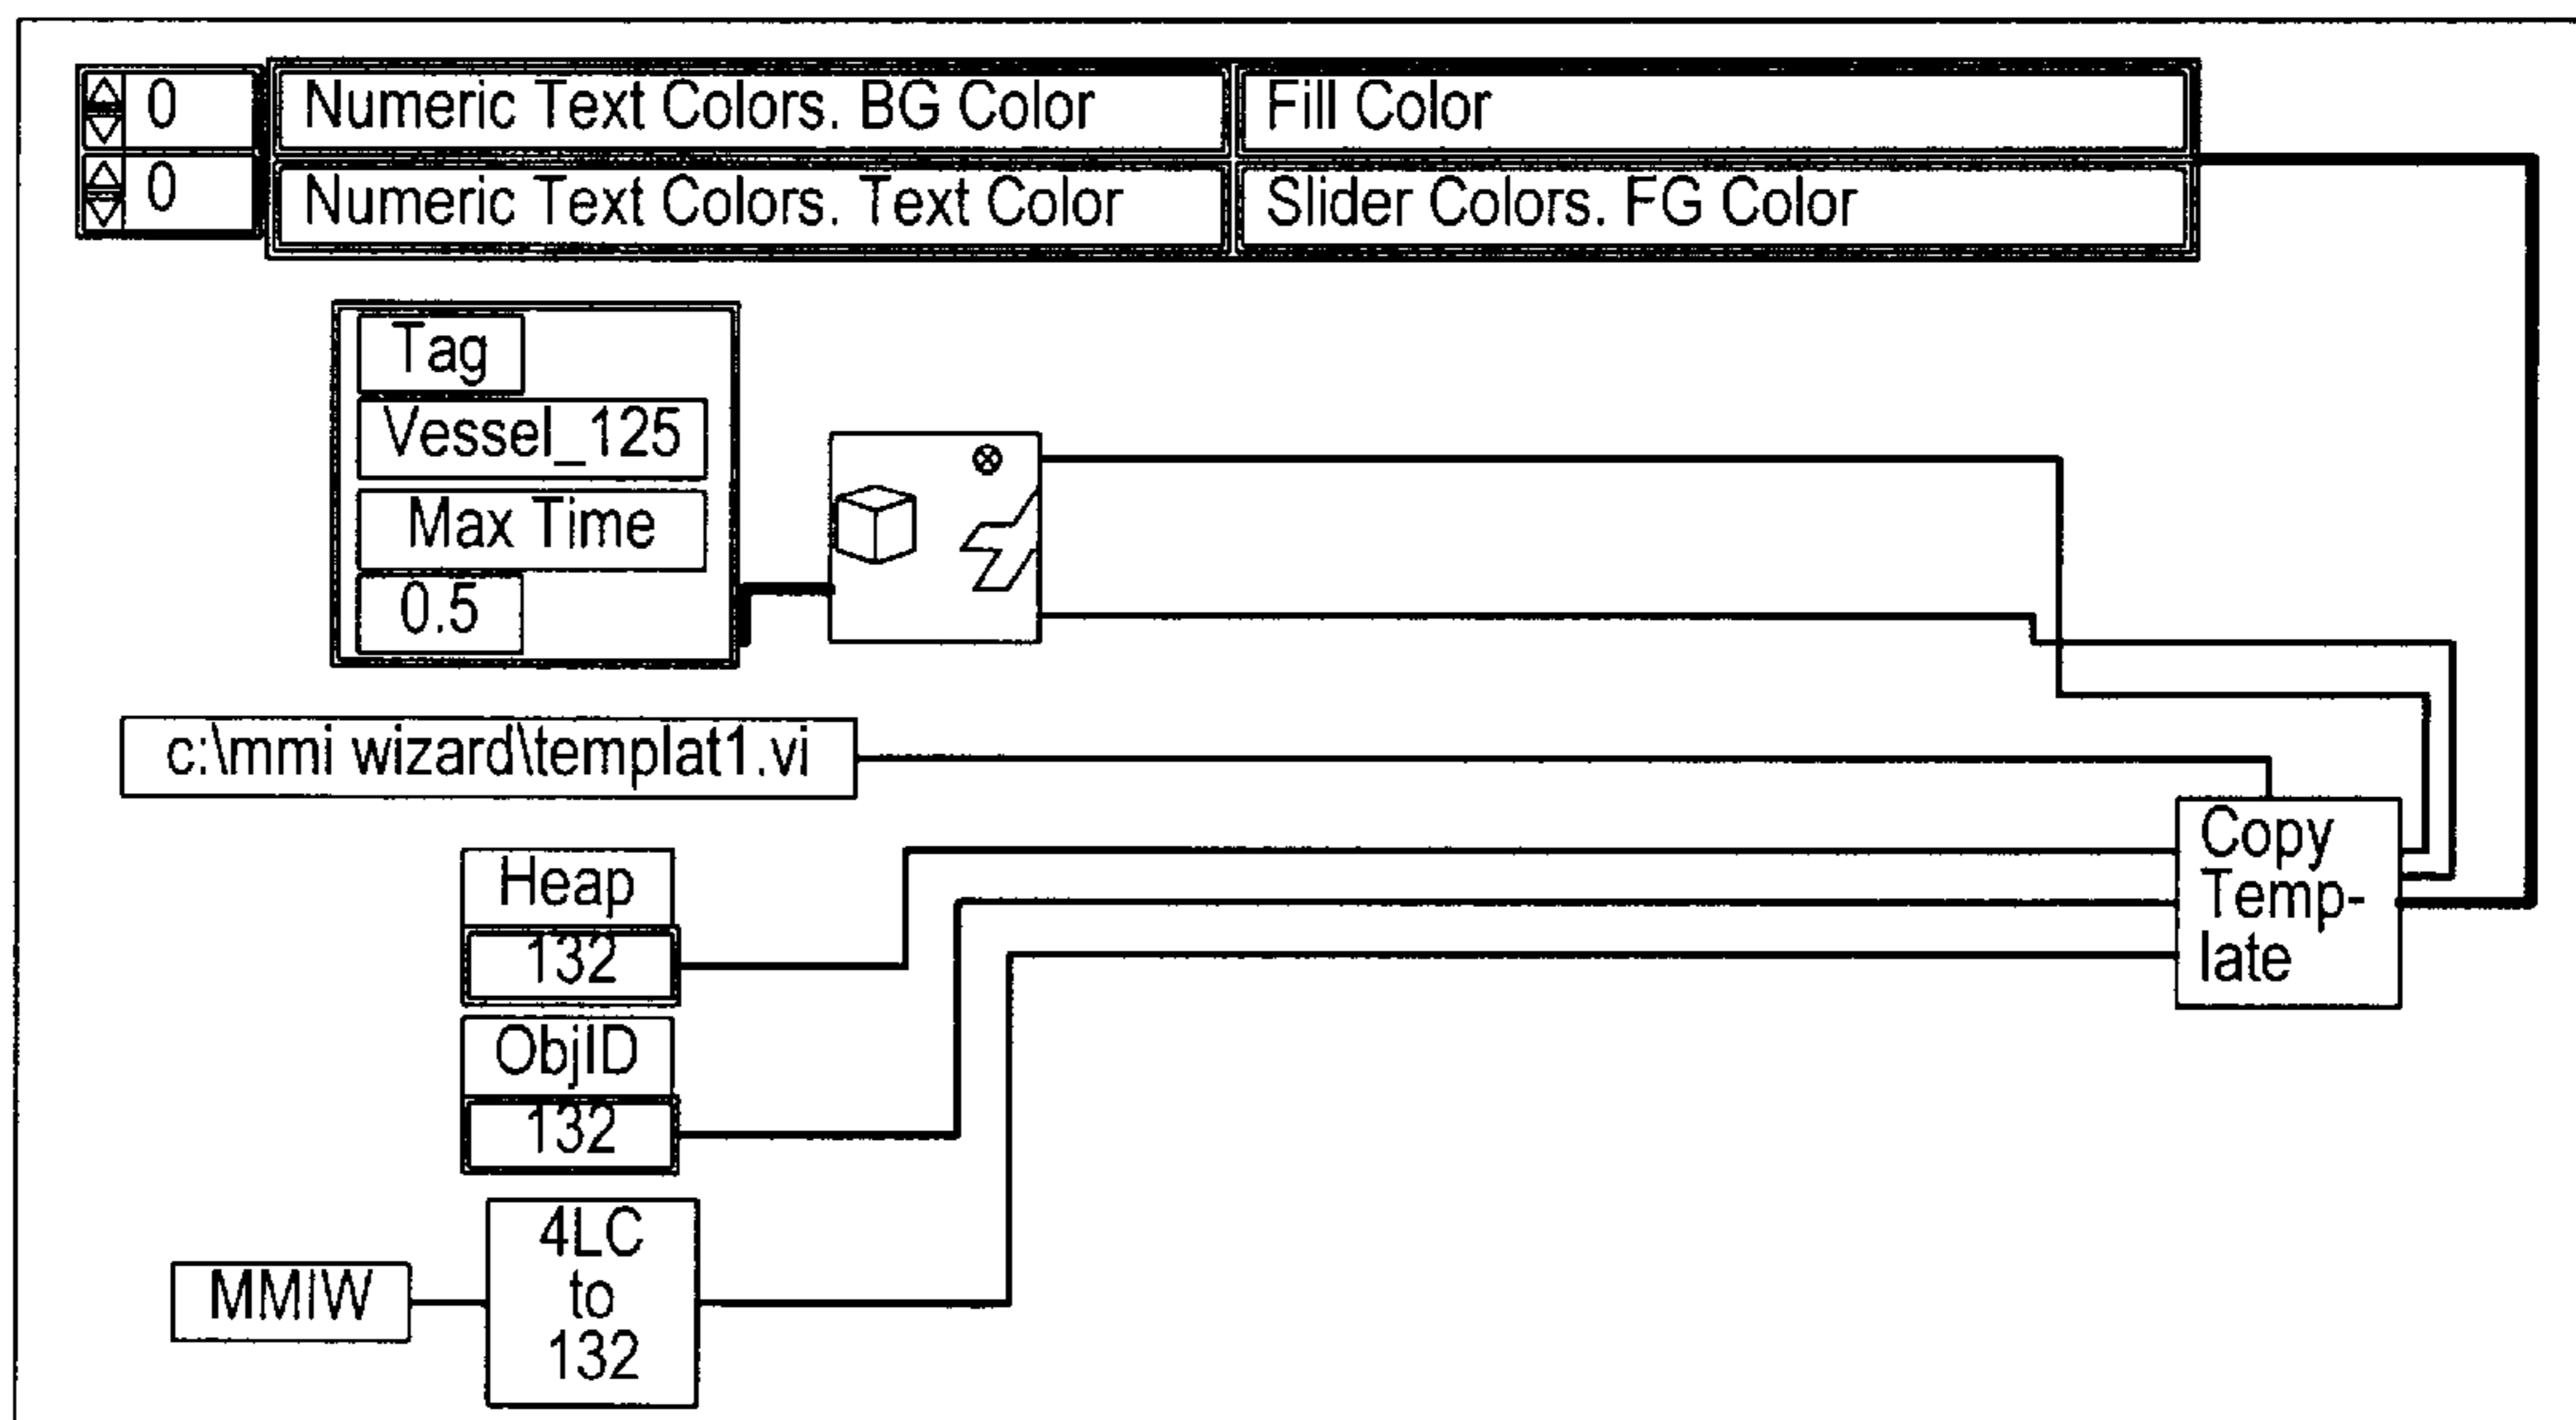 0 Numeric Text Colors. BG Color Fill Color
0 Numeric Text Colors. Text Color Slider Colors. FG Color
Tag
Vessel_125
Max Time
0.5
c:\mmi wizard\templat1.vi
Copy
Temp-
late
Heap
132
ObjID
132
MMIW
4LC
to
132